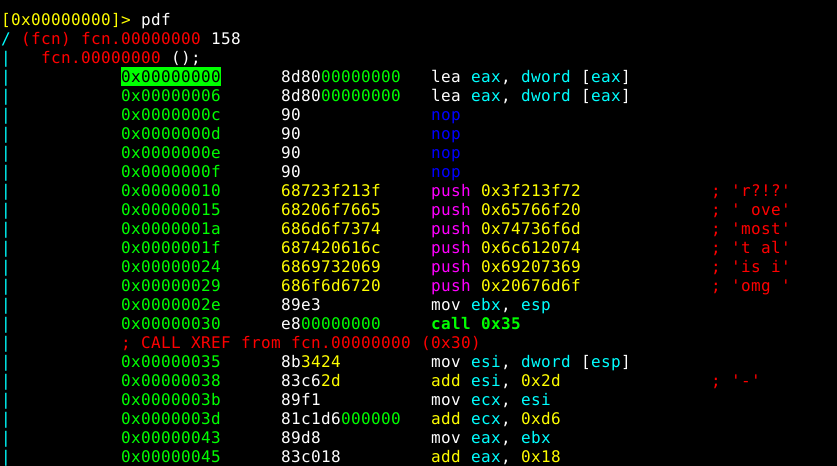 [0x00000000]> pdf
/ (fcn) fcn.00000000 158
|   fcn.00000000 ();
|           0x00000000      8d8000000000   lea eax, dword [eax]
|           0x00000006      8d8000000000   lea eax, dword [eax]
|           0x0000000c      90             nop
|           0x0000000d      90             nop
|           0x0000000e      90             nop
|           0x0000000f      90             nop
|           0x00000010      68723f213f     push 0x3f213f72             ; 'r?!?'
|           0x00000015      68206f7665     push 0x65766f20             ; ' ove'
|           0x0000001a      686d6f7374     push 0x74736f6d             ; 'most'
|           0x0000001f      687420616c     push 0x6c612074             ; 't al'
|           0x00000024      6869732069     push 0x69207369             ; 'is i'
|           0x00000029      686f6d6720     push 0x20676d6f             ; 'omg '
|           0x0000002e      89e3           mov ebx, esp
|           0x00000030      e800000000     call 0x35
|           ; CALL XREF from fcn.00000000 (0x30)
|           0x00000035      8b3424         mov esi, dword [esp]
|           0x00000038      83c62d         add esi, 0x2d               ; '-'
|           0x0000003b      89f1           mov ecx, esi
|           0x0000003d      81c1d6000000   add ecx, 0xd6
|           0x00000043      89d8           mov eax, ebx
|           0x00000045      83c018         add eax, 0x18